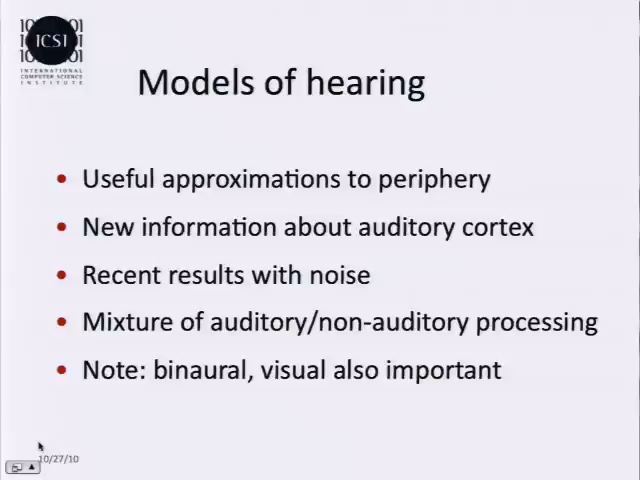 ICSI
INTERNATIONAL
COMPUTER SCIENCE
INSTITUTE
Models of hearing
• Useful approximations to periphery
• New information about auditory cortex
• Recent results with noise
• Mixture of auditory/non-auditory processing
• Note: binaural, visual also important
10/27/10